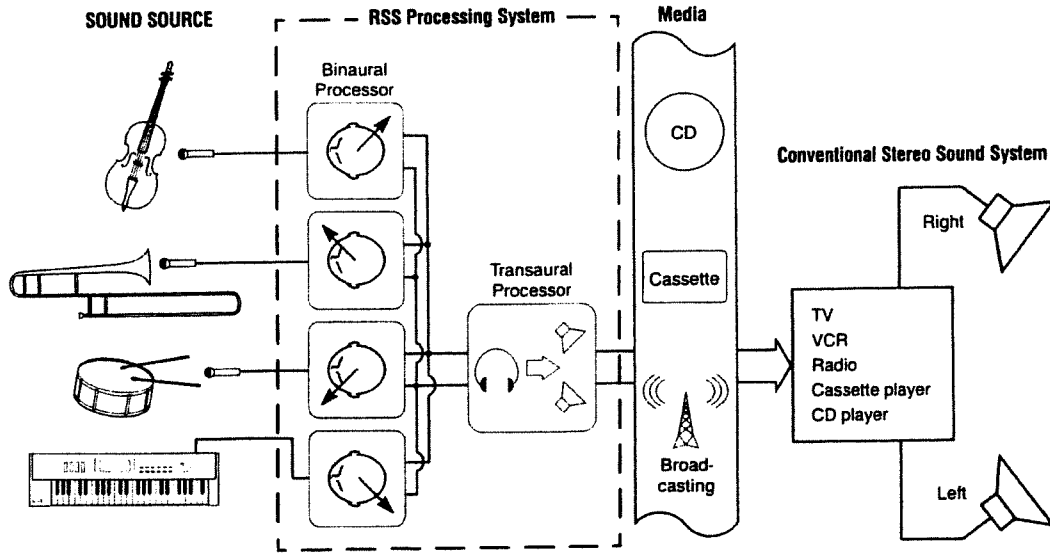 SOUND SOURCE
RSS Processing System
Media
Binaural
Processor
CD
Conventional Stereo Sound System
Right
Transaural
Processor
Cassette
TV
VCR
Radio
Cassette player
CD player
Broad-
casting
Left